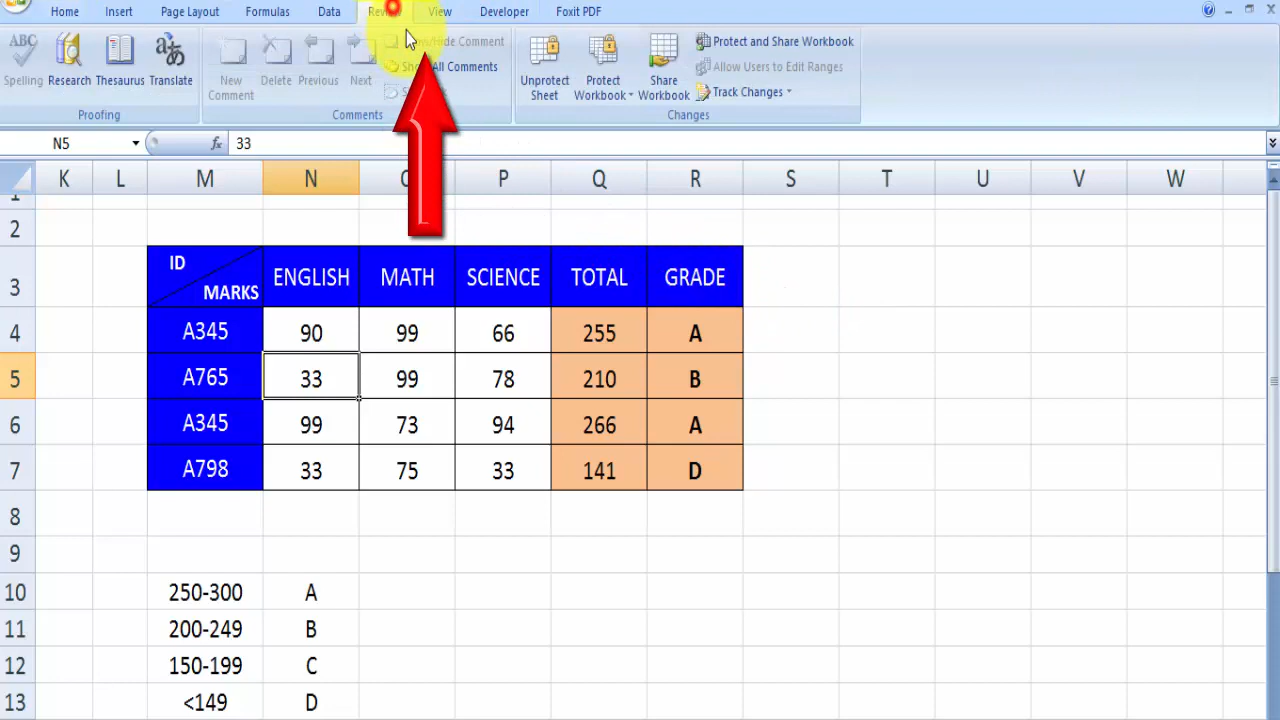 Home Insert Page Layout Formulas Data View Developer Foxit PDF
ABC Comment Protect and Share Workbook
All Comments Allow Users to Edit Ranges
Spelling Research Thesaurus Translate New Comment Delete Previous Next Unprotect Sheet Protect Workbook Share Workbook Track Changes
Proofing Comments Changes
N5 fx 33
K L M N P Q R S T U V W
1
2
3 ID MARKS ENGLISH MATH SCIENCE TOTAL GRADE
4 A345 90 99 66 255 A
5 A765 33 99 78 210 B
6 A345 99 73 94 266 A
7 A798 33 75 33 141 D
8
9
10 250-300 A
11 200-249 B
12 150-199 C
13 <149 D